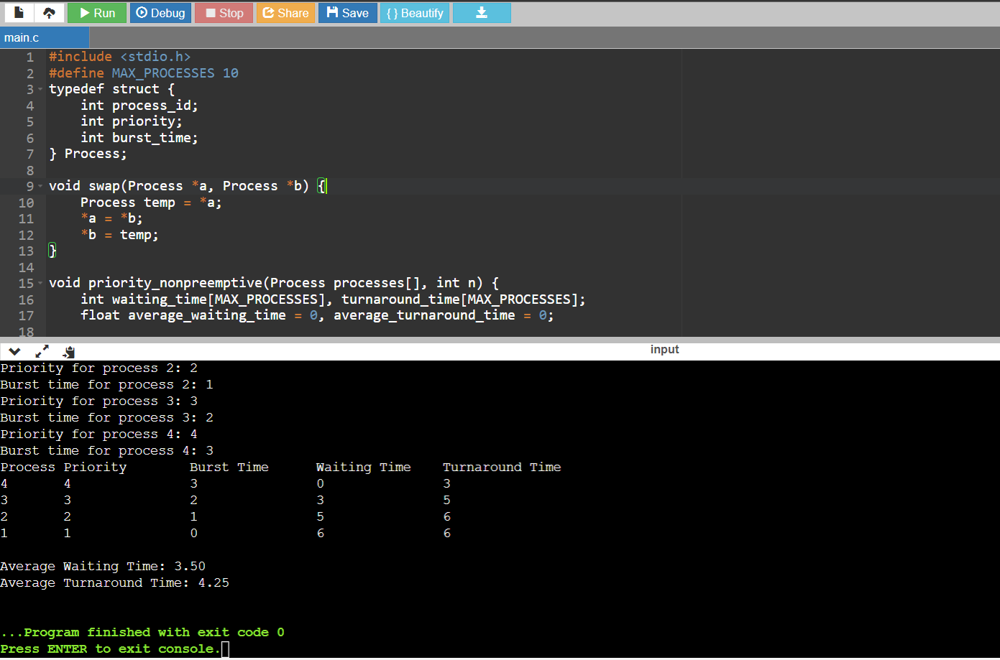 Run Debug Stop Share Save { } Beautify
main.c
1 #include <stdio.h>
2 #define MAX_PROCESSES 10
3 typedef struct {
4     int process_id;
5     int priority;
6     int burst_time;
7 } Process;
8
9 void swap(Process *a, Process *b) {
10     Process temp = *a;
11     *a = *b;
12     *b = temp;
13 }
14
15 void priority_nonpreemptive(Process processes[], int n) {
16     int waiting_time[MAX_PROCESSES], turnaround_time[MAX_PROCESSES];
17     float average_waiting_time = 0, average_turnaround_time = 0;
18
input
Priority for process 2: 2
Burst time for process 2: 1
Priority for process 3: 3
Burst time for process 3: 2
Priority for process 4: 4
Burst time for process 4: 3
Process Priority        Burst Time      Waiting Time    Turnaround Time
4       4               3               0               3
3       3               2               3               5
2       2               1               5               6
1       1               0               6               6
Average Waiting Time: 3.50
Average Turnaround Time: 4.25
...Program finished with exit code 0
Press ENTER to exit console.